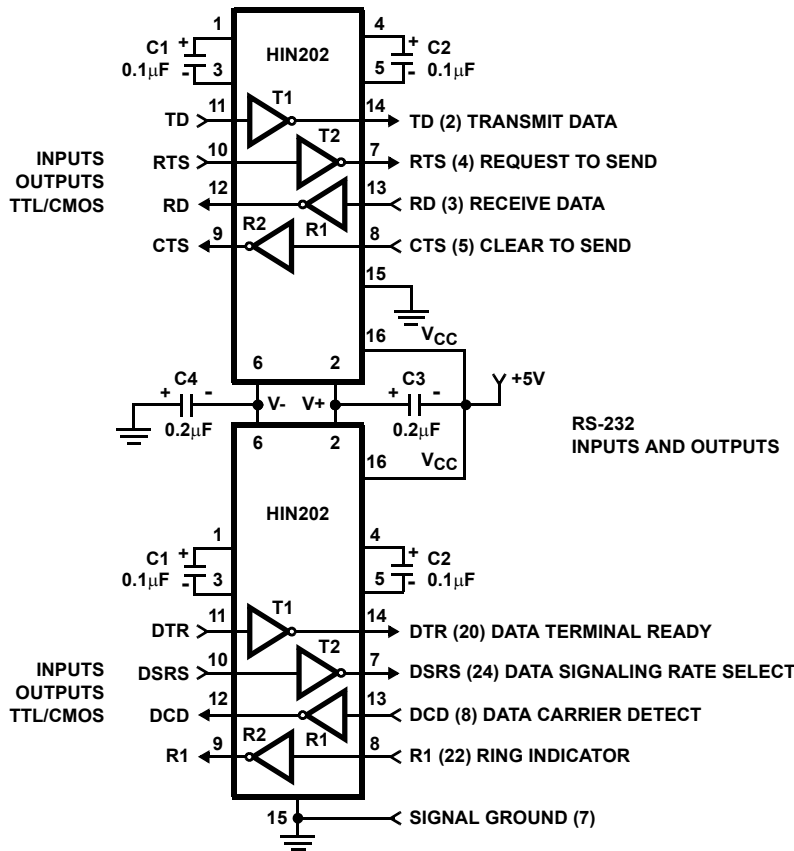 1
4
C1 +
HIN202
+ C2
0.1µF - 3
5 - 0.1µF
T1
TD 11
14 TD (2) TRANSMIT DATA
T2
INPUTS
OUTPUTS
TTL/CMOS
RTS 10
7 RTS (4) REQUEST TO SEND
RD 12
13 RD (3) RECEIVE DATA
R2 R1
CTS 9
8 CTS (5) CLEAR TO SEND
15
16 VCC
6 2
C4
+ -
0.2µF
V- V+
C3
+ -
0.2µF
+5V
RS-232
INPUTS AND OUTPUTS
6 2
16 VCC
HIN202
1
4
C1 +
+ C2
0.1µF - 3
5 - 0.1µF
T1
DTR 11
14 DTR (20) DATA TERMINAL READY
T2
INPUTS
OUTPUTS
TTL/CMOS
DSRS 10
7 DSRS (24) DATA SIGNALING RATE SELECT
DCD 12
13 DCD (8) DATA CARRIER DETECT
R2 R1
R1 9
8 R1 (22) RING INDICATOR
15
SIGNAL GROUND (7)